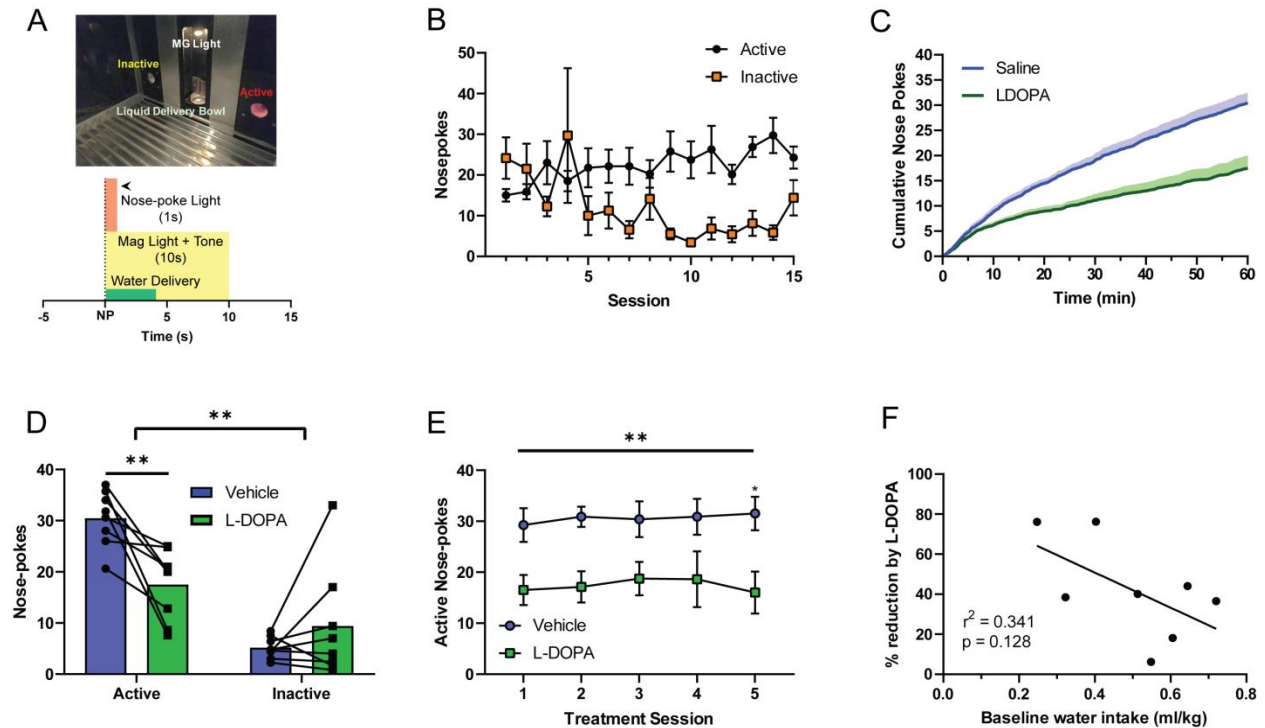 A
MG Light
Inactive
Active
Liquid Delivery Bowl
Nose-poke Light
(1s)
Mag Light + Tone
(10s)
Water Delivery
-5 NP 5 10 15
Time (s)
B
50
40
30
20
10
0
Nosepokes
Active
Inactive
5 10 15
Session
C
40
35
30
25
20
15
10
5
0
Cumulative Nose Pokes
Saline
LDOPA
0 10 20 30 40 50 60
Time (min)
D
**
**
40
30
20
10
0
Nose-pokes
Vehicle
L-DOPA
Active Inactive
E
**
*
40
30
20
10
0
Active Nose-pokes
Vehicle
L-DOPA
1 2 3 4 5
Treatment Session
F
100
80
60
40
20
0
% reduction by L-DOPA
r² = 0.341
p = 0.128
0.0 0.2 0.4 0.6 0.8
Baseline water intake (ml/kg)